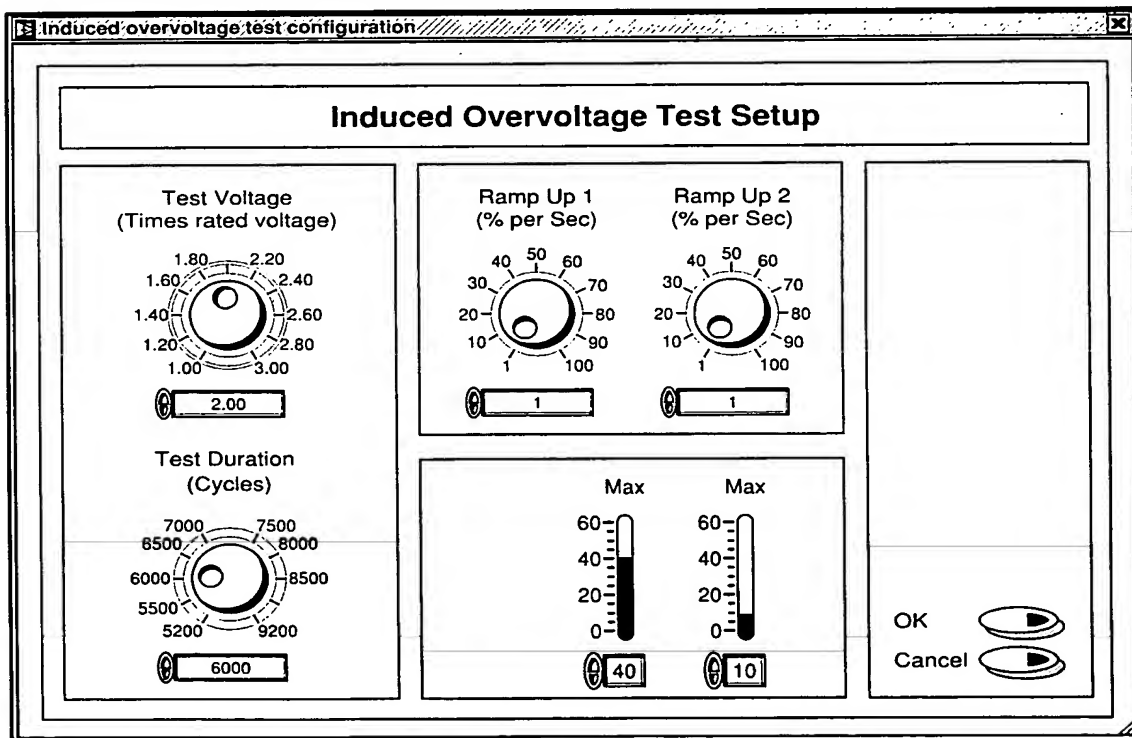 Induced overvoltage test configuration
Induced Overvoltage Test Setup
Test Voltage
(Times rated voltage)
1.80 2.20
1.60 2.40
1.40 2.60
1.20 2.80
1.00 3.00
2.00
Test Duration
(Cycles)
7000 7500
6500 8000
6000 8500
5500
5200 9200
6000
Ramp Up 1
(% per Sec)
40 50 60
30 70
20 80
10 90
1 100
1
Ramp Up 2
(% per Sec)
40 50 60
30 70
20 80
10 90
1 100
1
Max
60
40
20
0
40
Max
60
40
20
0
10
OK
Cancel